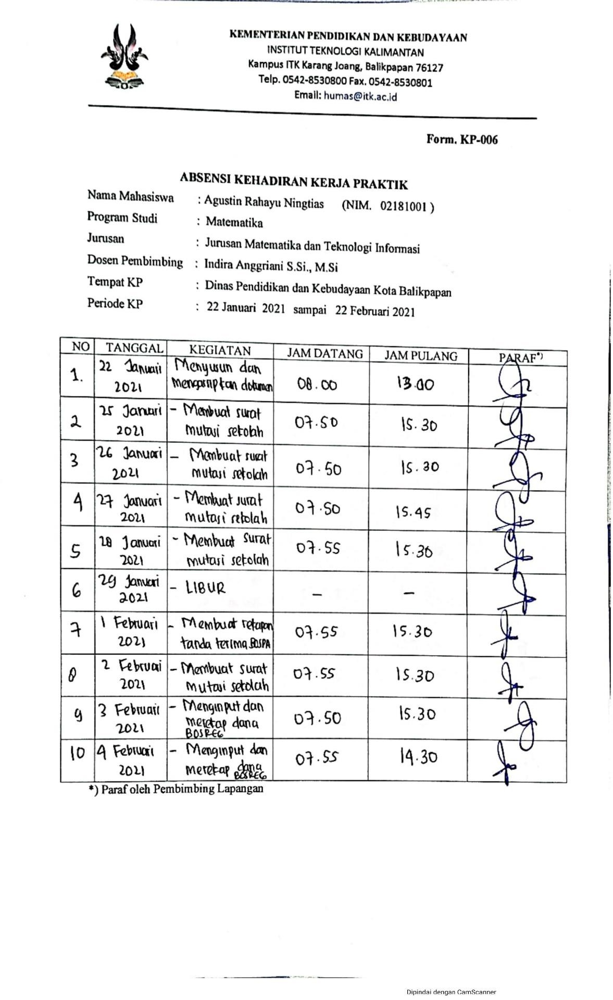 KEMENTERIAN PENDIDIKAN DAN KEBUDAYAAN
INSTITUT TEKNOLOGI KALIMANTAN
Kampus ITK Karang Joang, Balikpapan 76127
Telp. 0542-8530800 Fax. 0542-8530801
Email: humas@itk.ac.id
Form. KP-006
ABSENSI KEHADIRAN KERJA PRAKTIK
Nama Mahasiswa : Agustin Rahayu Ningtias (NIM. 02181001 )
Program Studi : Matematika
Jurusan : Jurusan Matematika dan Teknologi Informasi
Dosen Pembimbing : Indira Anggriani S.Si., M.Si
Tempat KP : Dinas Pendidikan dan Kebudayaan Kota Balikpapan
Periode KP : 22 Januari 2021 sampai 22 Februari 2021
NO TANGGAL KEGIATAN JAM DATANG JAM PULANG PARAF*)
1. 22 Januari Menyusun dan 08.00 13.00
2021 mengarsipkan dokumen
2 25 Januari - Membuat surat 07.50 15.30
2021 mutasi sekolah
3 26 Januari - Membuat surat 07.50 15.30
2021 mutasi sekolah
4 27 Januari - Membuat surat 07.50 15.45
2021 mutasi sekolah
5 28 Januari - Membuat surat 07.55 15.30
2021 mutasi sekolah
6 29 Januari - LIBUR - -
2021
7 1 Februari - Membuat rekapan 07.55 15.30
2021 tanda terima BOSPA
8 2 Februari - Membuat surat 07.55 15.30
2021 mutasi sekolah
9 3 Februari - Menginput dan 07.50 15.30
2021 merekap dana
BOSREG
10 4 Februari - Menginput dan 07.55 14.30
2021 merekap dana
BOSREG
*) Paraf oleh Pembimbing Lapangan
Dipindai dengan CamScanner